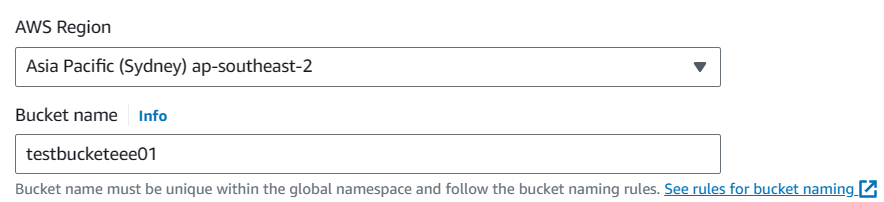 AWS Region
Asia Pacific (Sydney) ap-southeast-2
Bucket name Info
testbucketeee01
Bucket name must be unique within the global namespace and follow the bucket naming rules. See rules for bucket naming